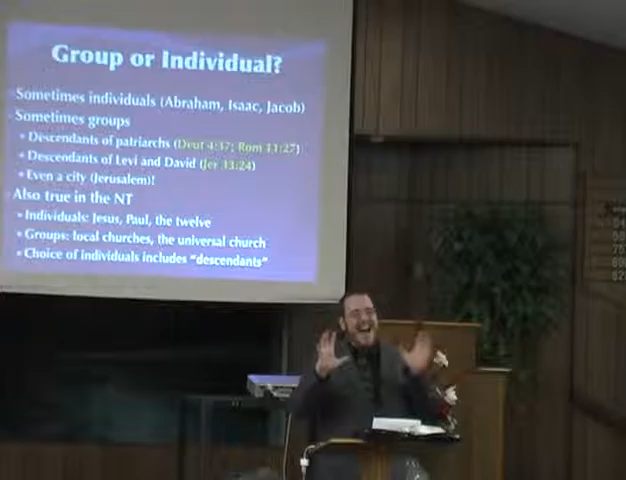 Group or Individual?
Sometimes individuals (Abraham, Isaac, Jacob)
Sometimes groups
• Descendants of patriarchs (Deut 4:37; Rom 11:27)
• Descendants of Levi and David (Jer 33:24)
• Even a city (Jerusalem)!
Also true in the NT
• Individuals: Jesus, Paul, the twelve
• Groups: local churches, the universal church
• Choice of individuals includes "descendants"